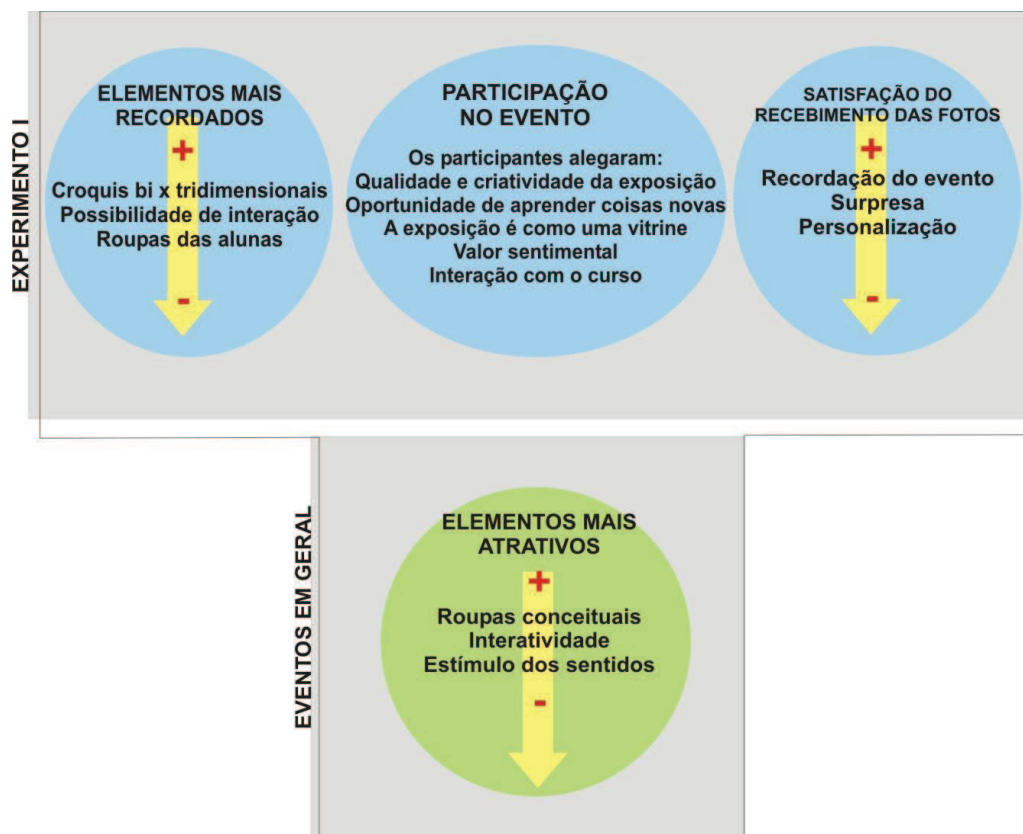 EXPERIMENTO I
ELEMENTOS MAIS
RECORDADOS
+
Croquis bi x tridimensionais
Possibilidade de interação
Roupas das alunas
-
PARTICIPAÇÃO
NO EVENTO
Os participantes alegaram:
Qualidade e criatividade da exposição
Oportunidade de aprender coisas novas
A exposição é como uma vitrine
Valor sentimental
Interação com o curso
SATISFAÇÃO DO
RECEBIMENTO DAS FOTOS
+
Recordação do evento
Surpresa
Personalização
-
EVENTOS EM GERAL
ELEMENTOS MAIS
ATRATIVOS
+
Roupas conceituais
Interatividade
Estímulo dos sentidos
-